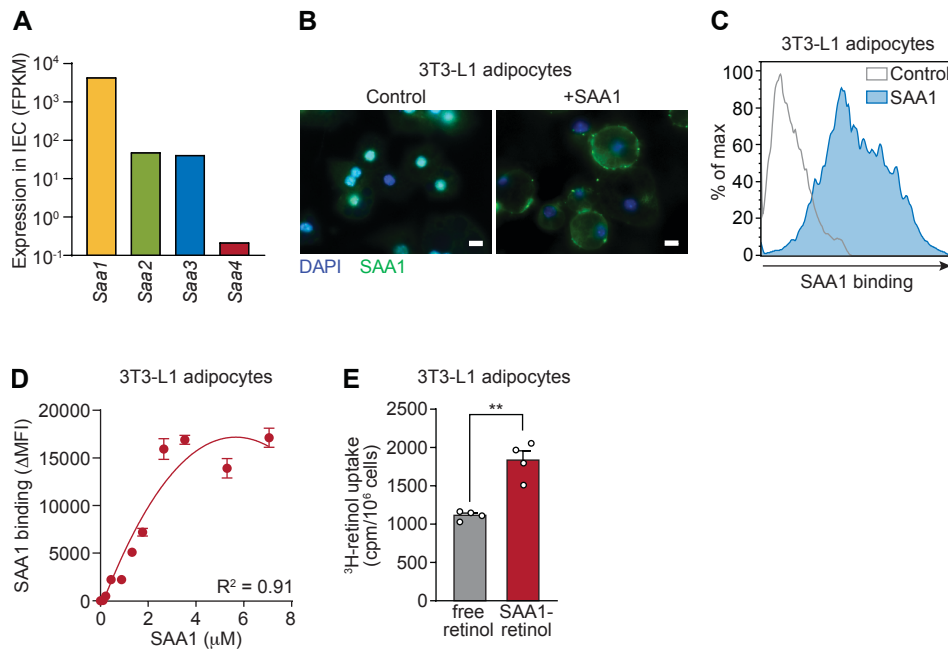 A
Expression in IEC (FPKM)
10⁴
10³
10²
10¹
10⁰
10⁻¹
Saa1
Saa2
Saa3
Saa4
B
3T3-L1 adipocytes
Control
+SAA1
DAPI SAA1
C
3T3-L1 adipocytes
Control
SAA1
% of max
100
80
60
40
20
0
SAA1 binding
D
3T3-L1 adipocytes
SAA1 binding (ΔMFI)
20000
15000
10000
5000
0
0 2 4 6 8
R² = 0.91
SAA1 (μM)
E
3T3-L1 adipocytes
³H-retinol uptake
(cpm/10⁶ cells)
2500
2000
1500
1000
500
0
**
free
retinol
SAA1-
retinol